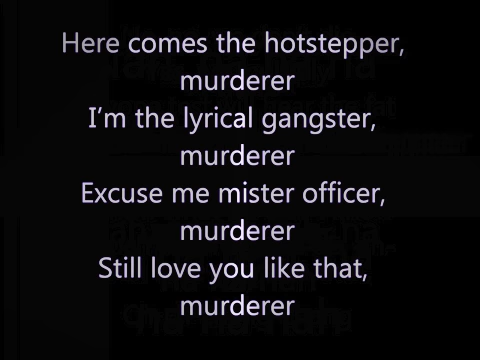 Here comes the hotstepper,
murderer
I'm the lyrical gangster,
murderer
Excuse me mister officer,
murderer
Still love you like that,
murderer